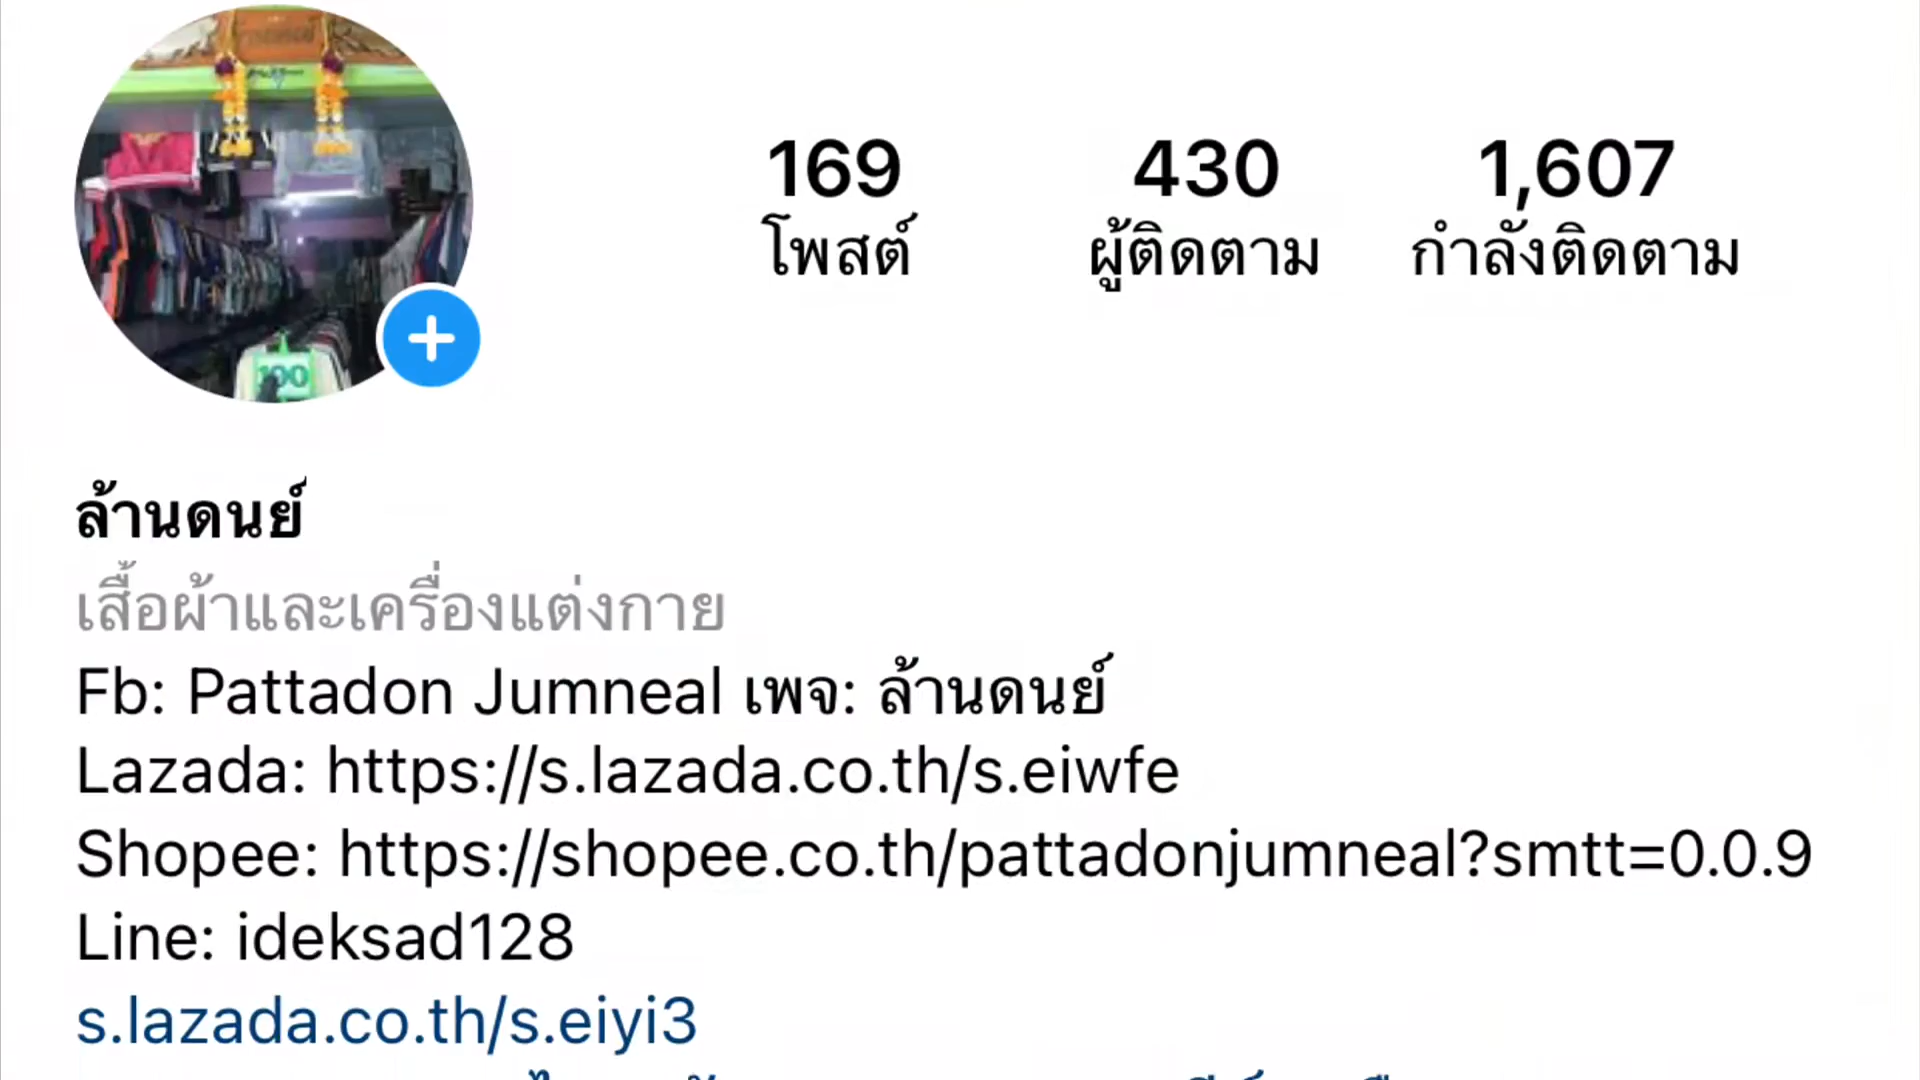 100
169 430 1,607
โพสต์ ผู้ติดตาม กำลังติดตาม
ล้านดนย์
เสื้อผ้าและเครื่องแต่งกาย
Fb: Pattadon Jumneal เพจ: ล้านดนย์
Lazada: https://s.lazada.co.th/s.eiwfe
Shopee: https://shopee.co.th/pattadonjumneal?smtt=0.0.9
Line: ideksad128
s.lazada.co.th/s.eiyi3